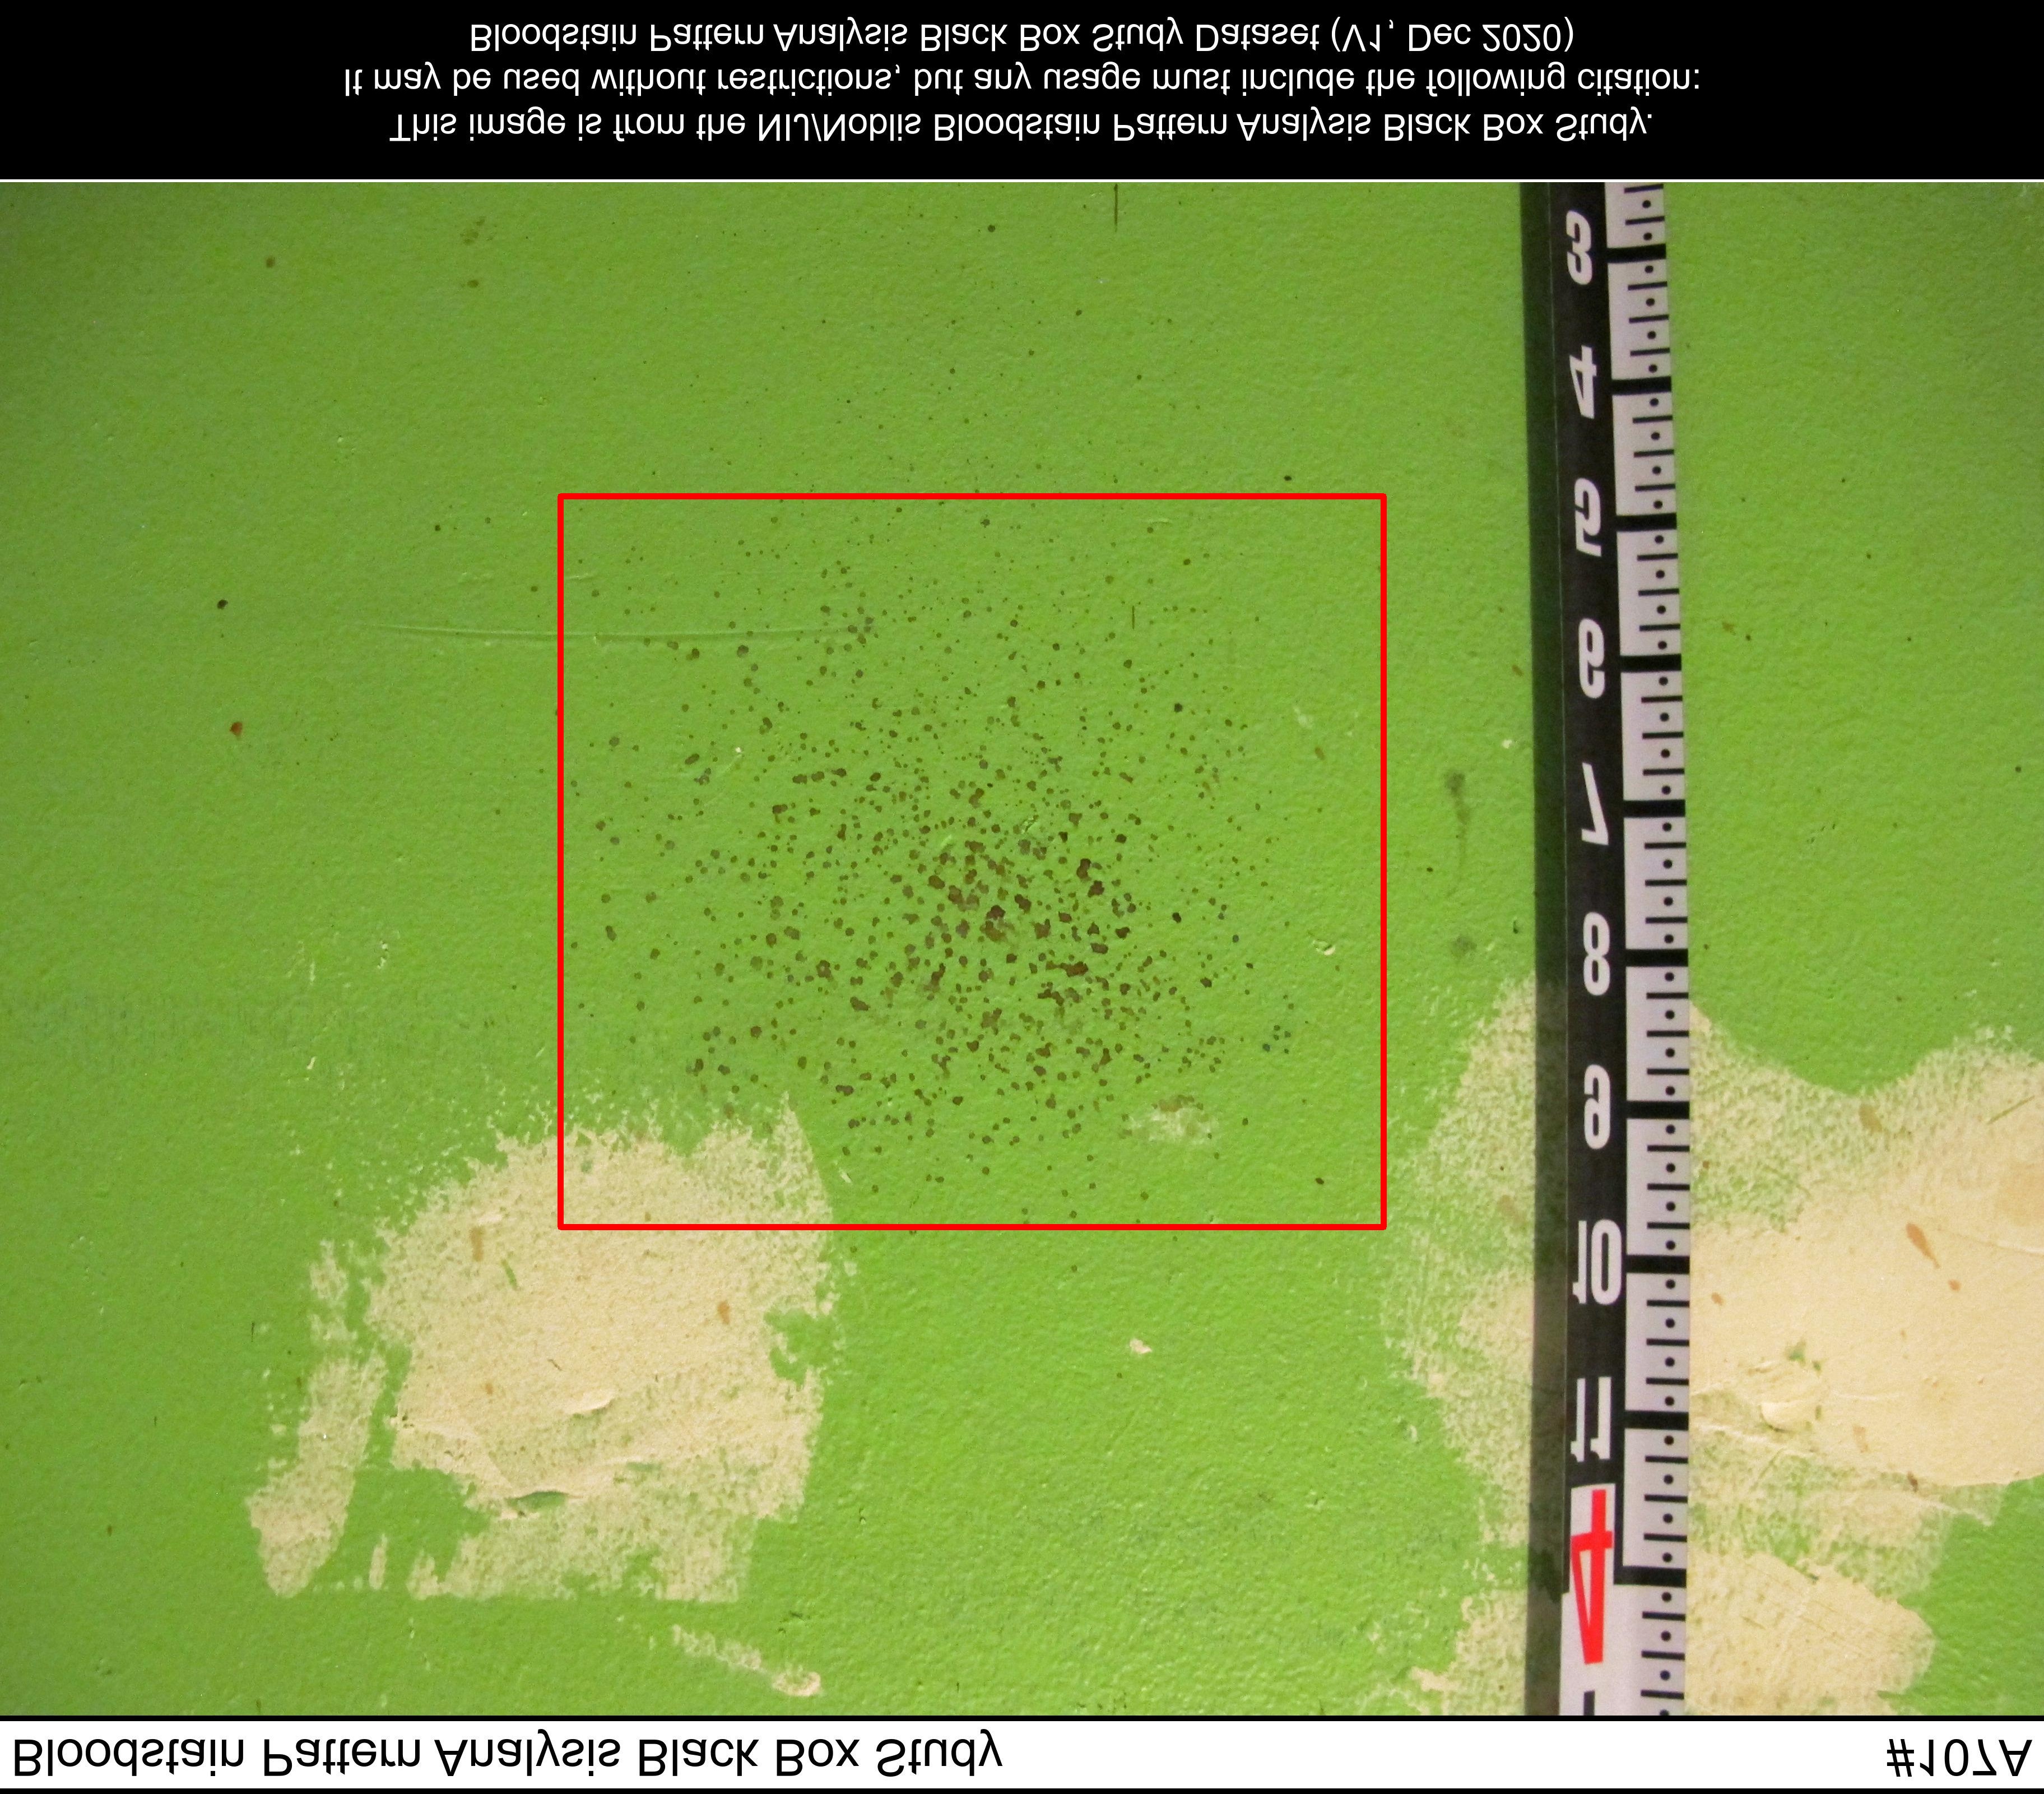 Bloodstain Pattern Analysis Black Box Study #107A
4
11
10
9
8
7
6
5
4
3
This image is from the NIJ/Noblis Bloodstain Pattern Analysis Black Box Study.
It may be used without restrictions, but any usage must include the following citation:
Bloodstain Pattern Analysis Black Box Study Dataset (V1, Dec 2020)